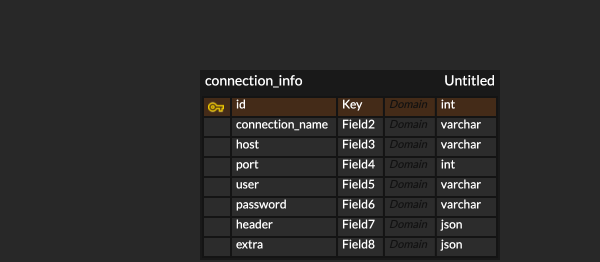 connection_info Untitled
id Key Domain int
connection_name Field2 Domain varchar
host Field3 Domain varchar
port Field4 Domain int
user Field5 Domain varchar
password Field6 Domain varchar
header Field7 Domain json
extra Field8 Domain json